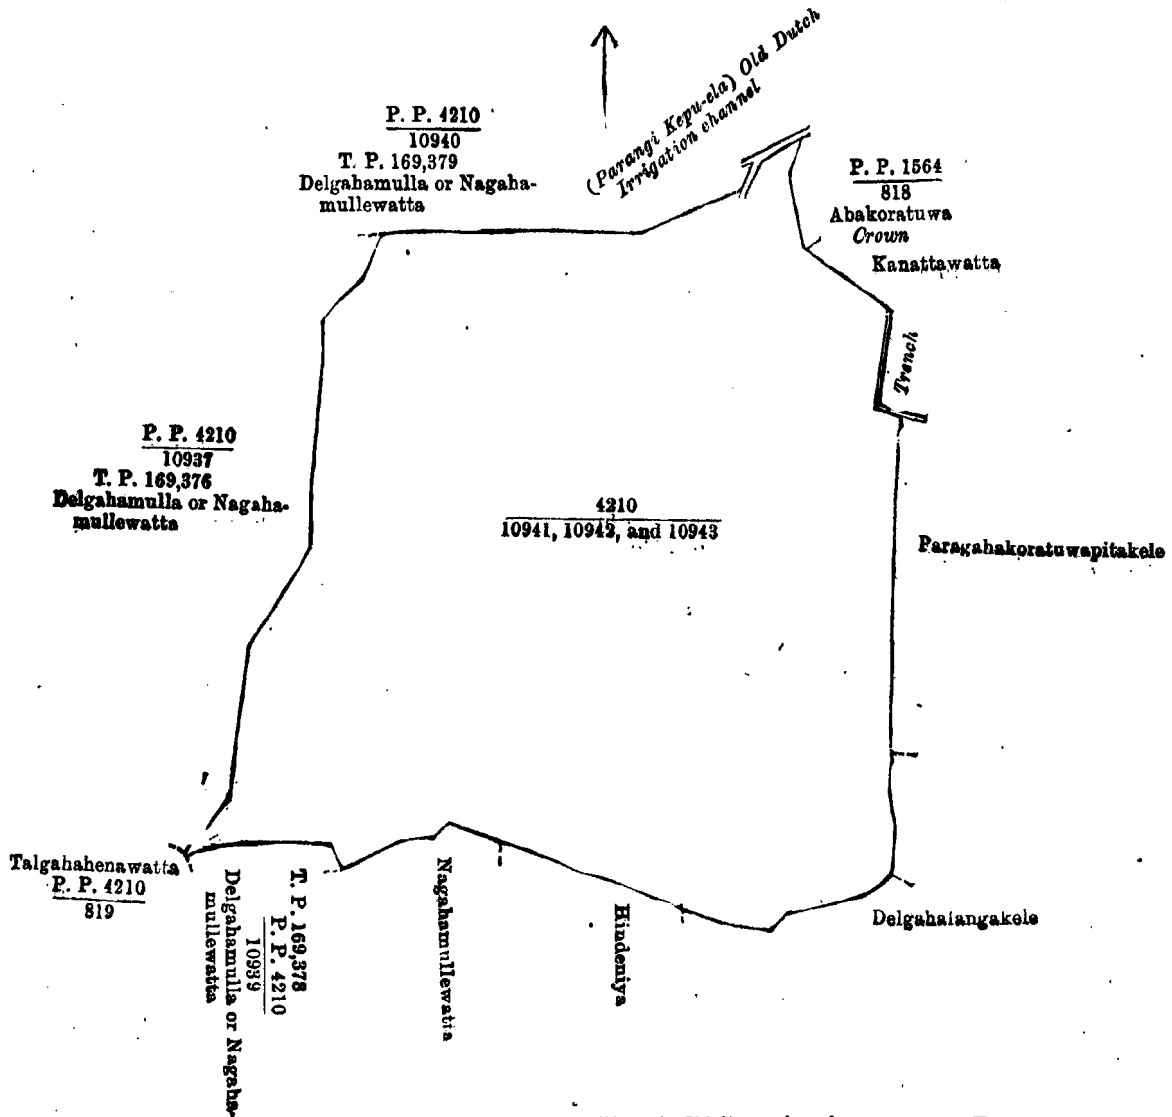 (Parangi Kepu-ela) Old Dutch
Irrigation channel
P. P. 4210
10940
T. P. 169,379
Delgahamulla or Nagaha-
mullewatta
P. P. 1564
818
Abakoratuwa
Crown
Kanattawatta
Trench
P. P. 4210
10937
T. P. 169,376
Delgahamulla or Nagaha-
mullewatta
4210
10941, 10942, and 10943
Paragahakoratuwapitakele
Talgahahenawatta
P. P. 4210
819
T. P. 169,378
P. P. 4210
10939
Delgahamulla or Nagaha-
mullewatta
Nagahamullewatta
Hindeniya
Delgahalangakele